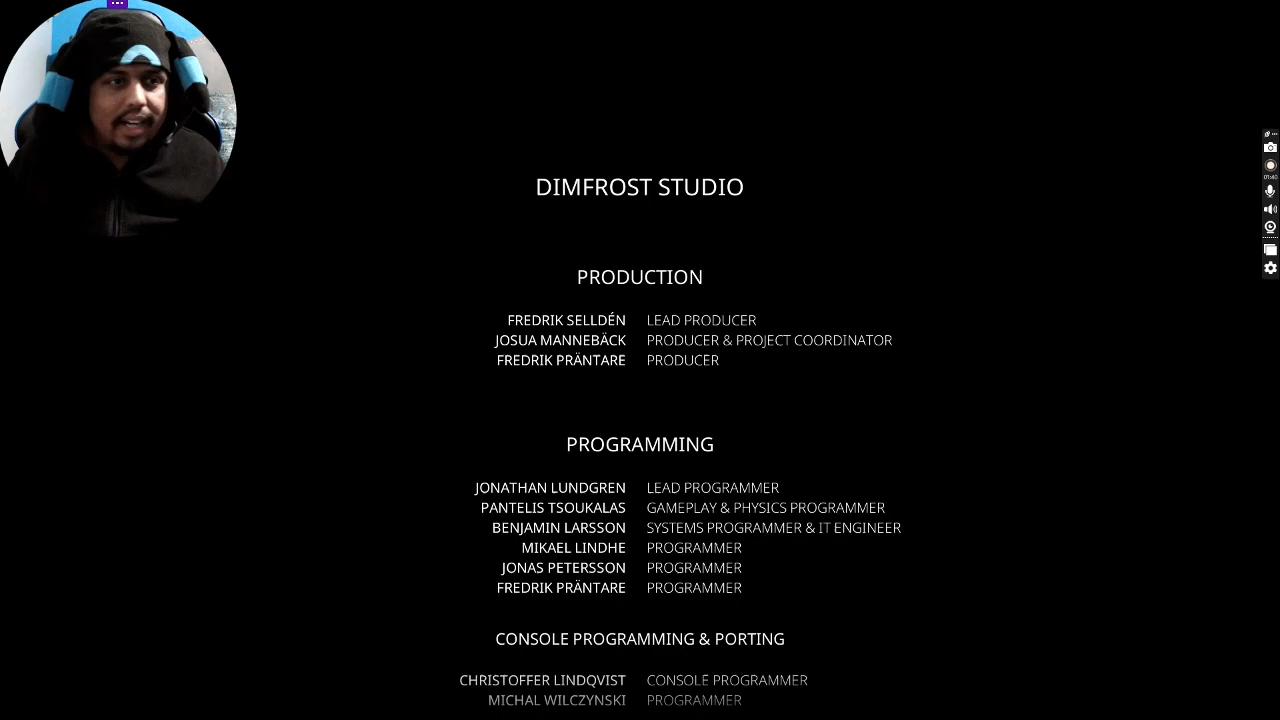 DIMFROST STUDIO
PRODUCTION
FREDRIK SELLDÉN LEAD PRODUCER
JOSUA MANNEBÄCK PRODUCER & PROJECT COORDINATOR
FREDRIK PRÄNTARE PRODUCER
PROGRAMMING
JONATHAN LUNDGREN LEAD PROGRAMMER
PANTELIS TSOUKALAS GAMEPLAY & PHYSICS PROGRAMMER
BENJAMIN LARSSON SYSTEMS PROGRAMMER & IT ENGINEER
MIKAEL LINDHE PROGRAMMER
JONAS PETERSSON PROGRAMMER
FREDRIK PRÄNTARE PROGRAMMER
CONSOLE PROGRAMMING & PORTING
CHRISTOFFER LINDQVIST CONSOLE PROGRAMMER
MICHAL WILCZYNSKI PROGRAMMER
01:40